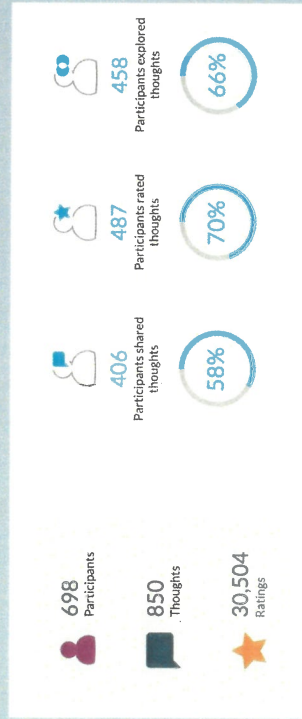 698
Participants
850
Thoughts
30,504
Ratings
406
Participants shared
thoughts
58%
487
Participants rated
thoughts
70%
458
Participants explored
thoughts
66%